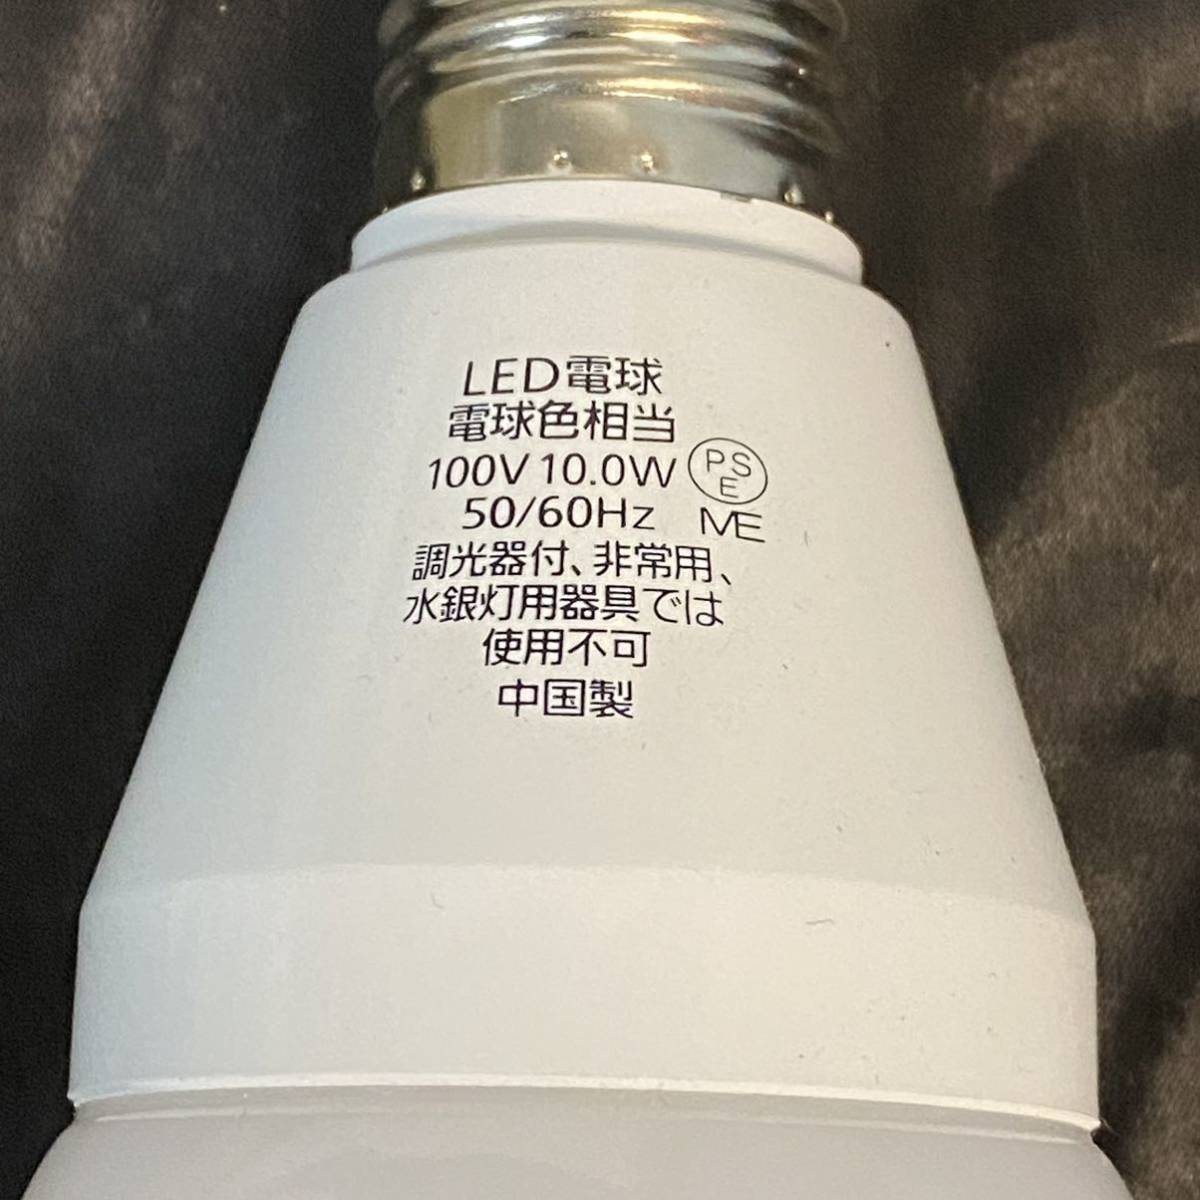 LED電球
電球色相当
100V 10.0W
PSE
50/60Hz
ME
調光器付、非常用、
水銀灯用器具では
使用不可
中国製